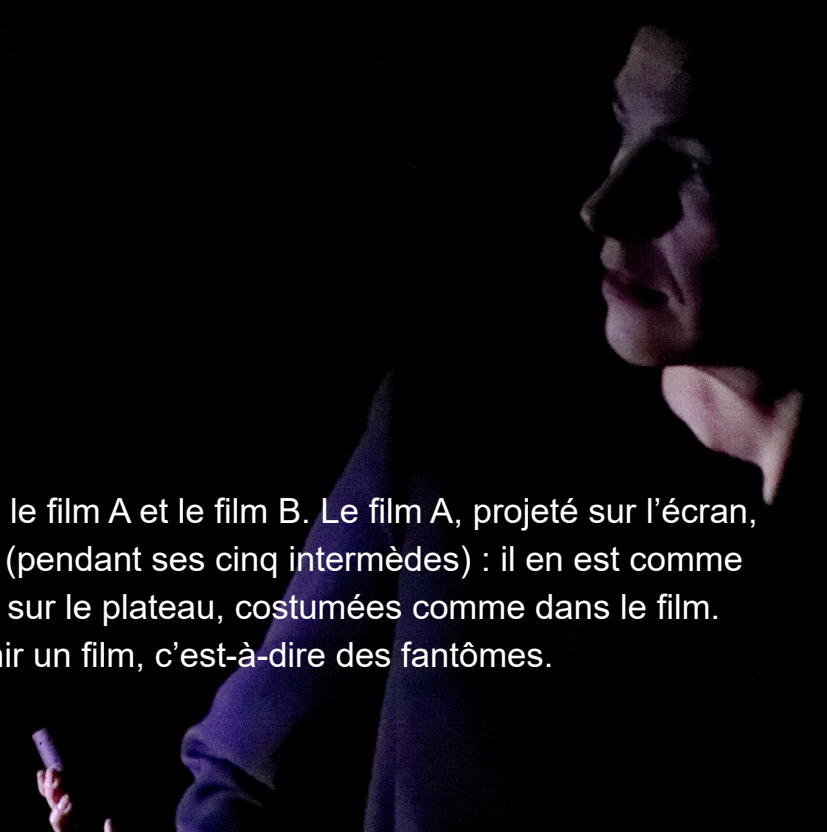 le film A et le film B. Le film A, projeté sur l’écran,
(pendant ses cinq intermèdes) : il en est comme
sur le plateau, costumées comme dans le film.
un film, c’est-à-dire des fantômes.